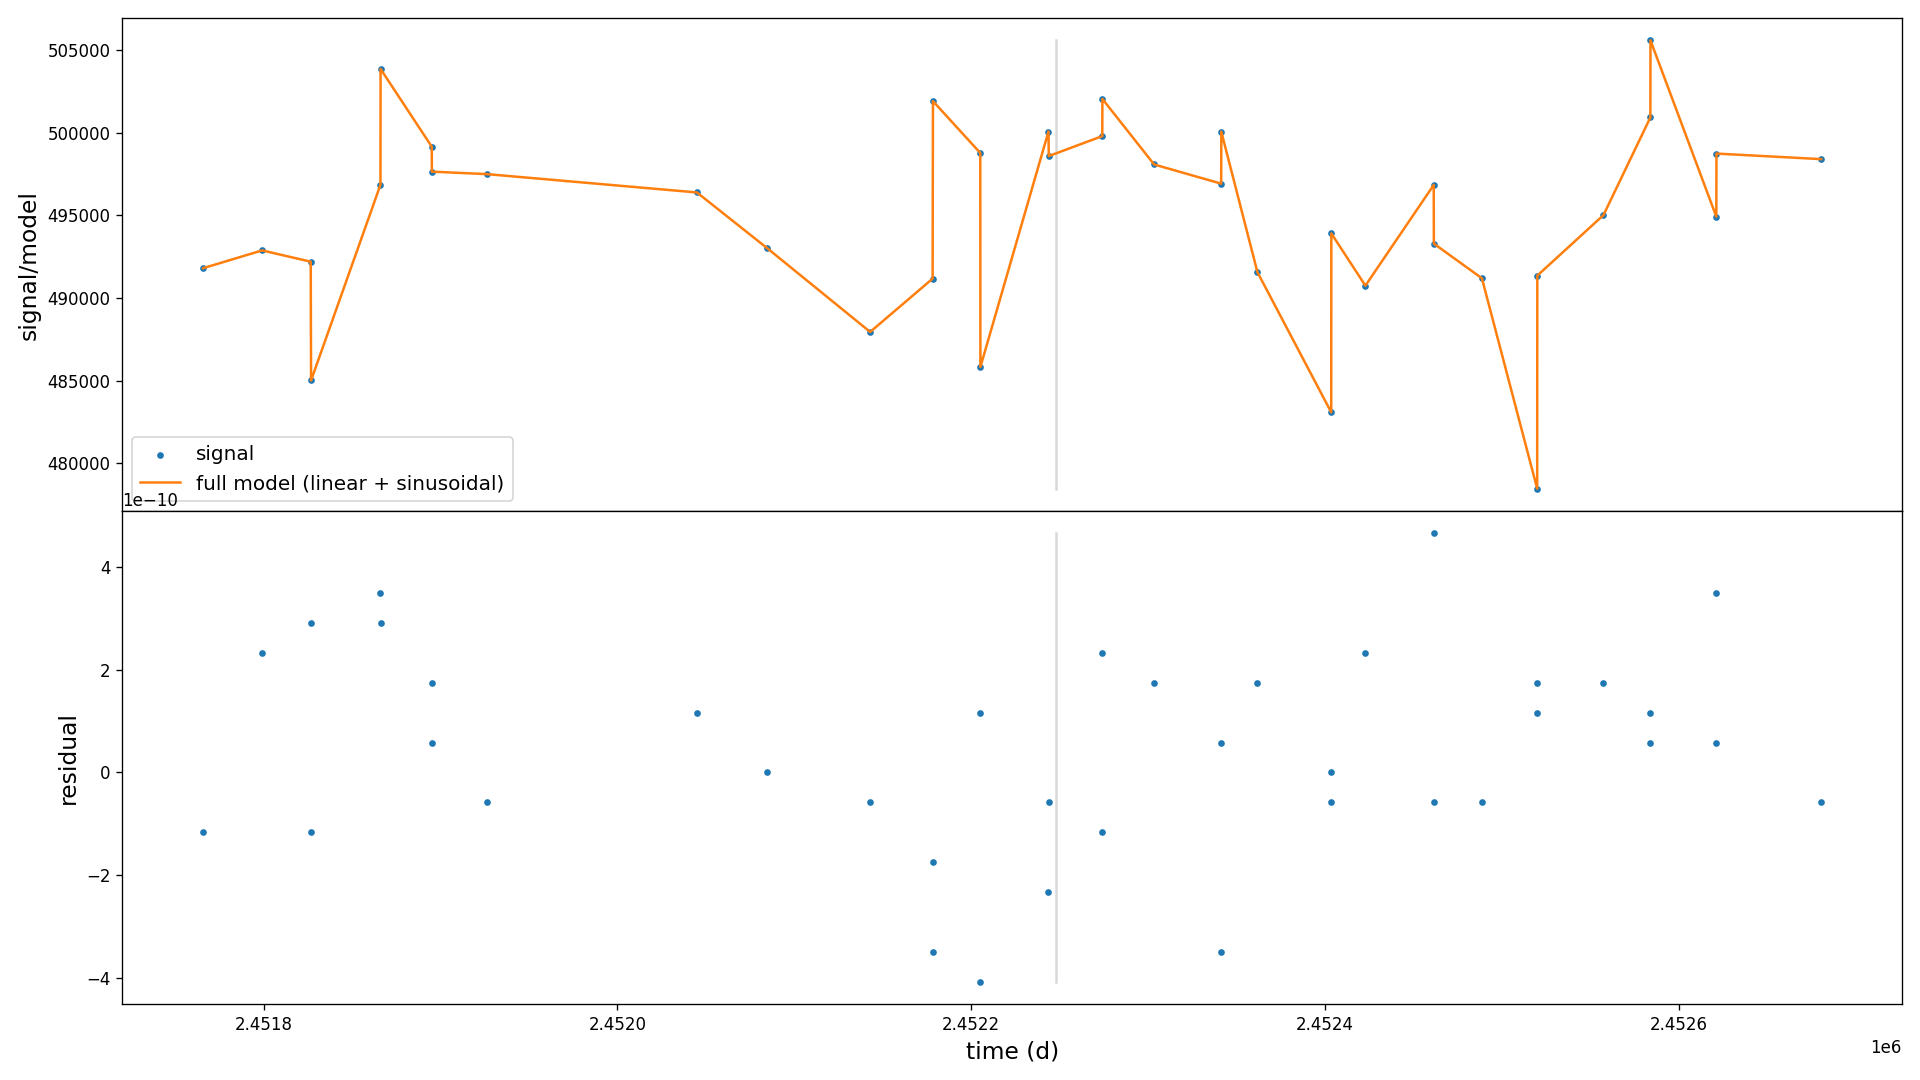 505000
500000
495000
490000
485000
480000
signal/model
signal
full model (linear + sinusoidal)
1e−10
4
2
0
−2
−4
residual
2.4518
2.4520
2.4522
2.4524
2.4526
time (d)
1e6